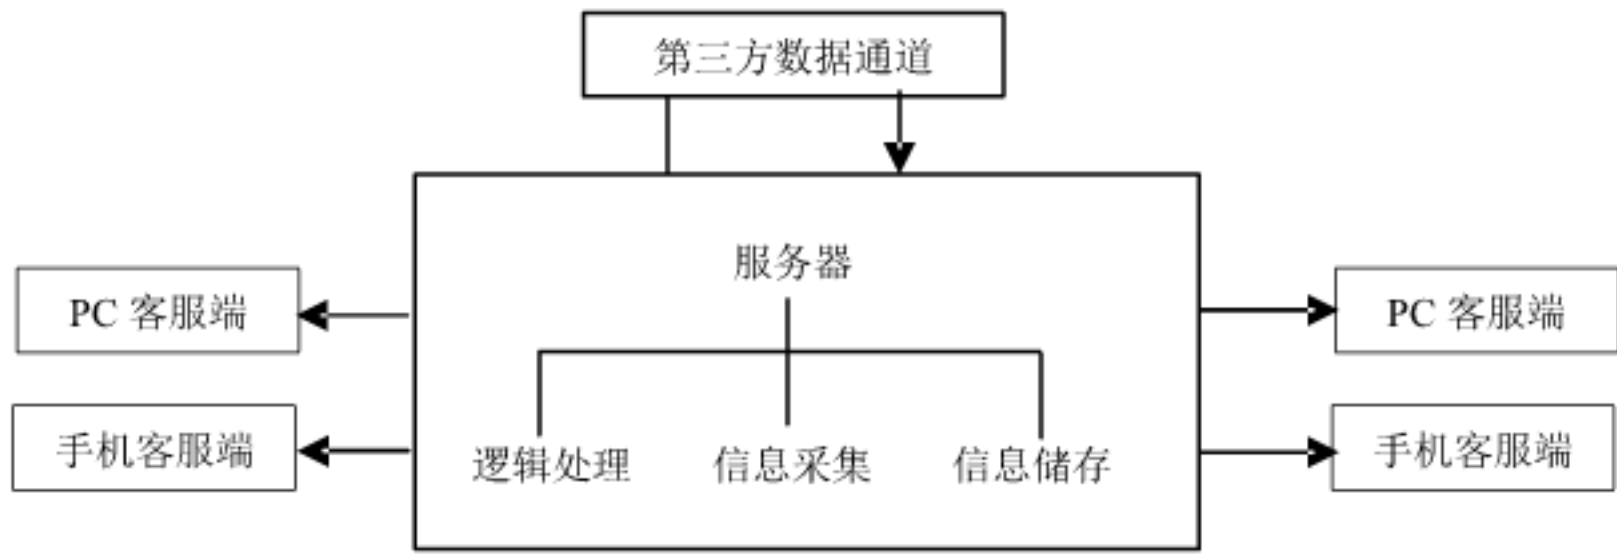 第三方数据通道
服务器
PC 客服端
PC 客服端
手机客服端
逻辑处理
信息采集
信息储存
手机客服端